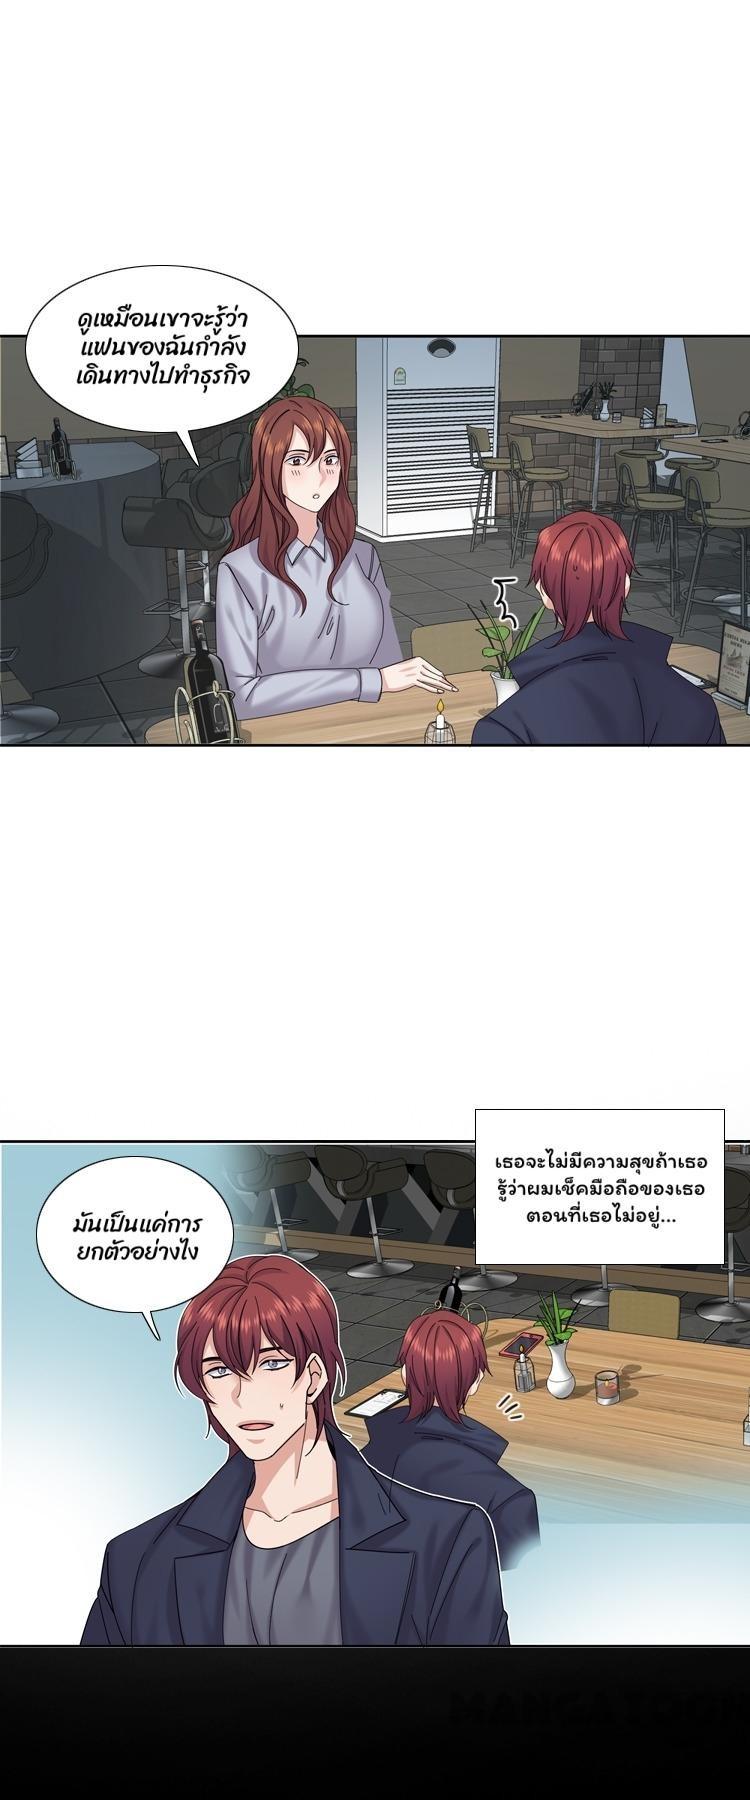 ดูเหมือนเขาจะรู้ว่า
แฟนของฉันกำลัง
เดินทางไปทำธุรกิจ
เธอจะไม่มีความสุขถ้าเธอ
รู้ว่าผมเช็คมือถือของเธอ
ตอนที่เธอไม่อยู่...
มันเป็นแค่การ
ยกตัวอย่างไง
MANGATOON